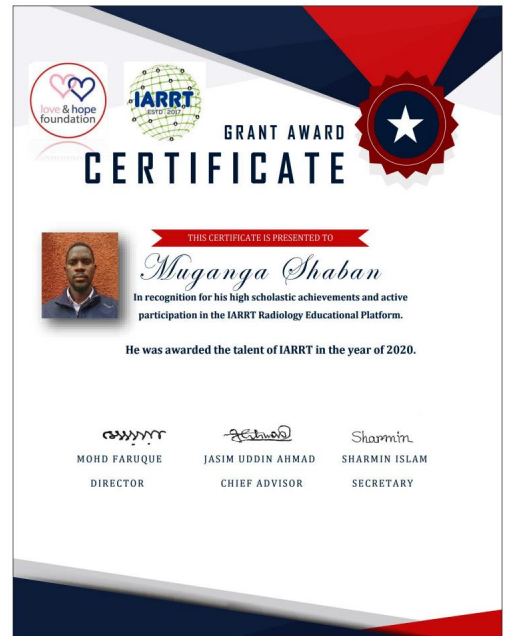 love & hope
foundation
IARRT
ESTD - 2017
GRANT AWARD
CERTIFICATE
THIS CERTIFICATE IS PRESENTED TO
Muganga Shaban
In recognition for his high scholastic achievements and active
participation in the IARRT Radiology Educational Platform.
He was awarded the talent of IARRT in the year of 2020.
Sharmin
MOHD FARUQUE
JASIM UDDIN AHMAD
SHARMIN ISLAM
DIRECTOR
CHIEF ADVISOR
SECRETARY